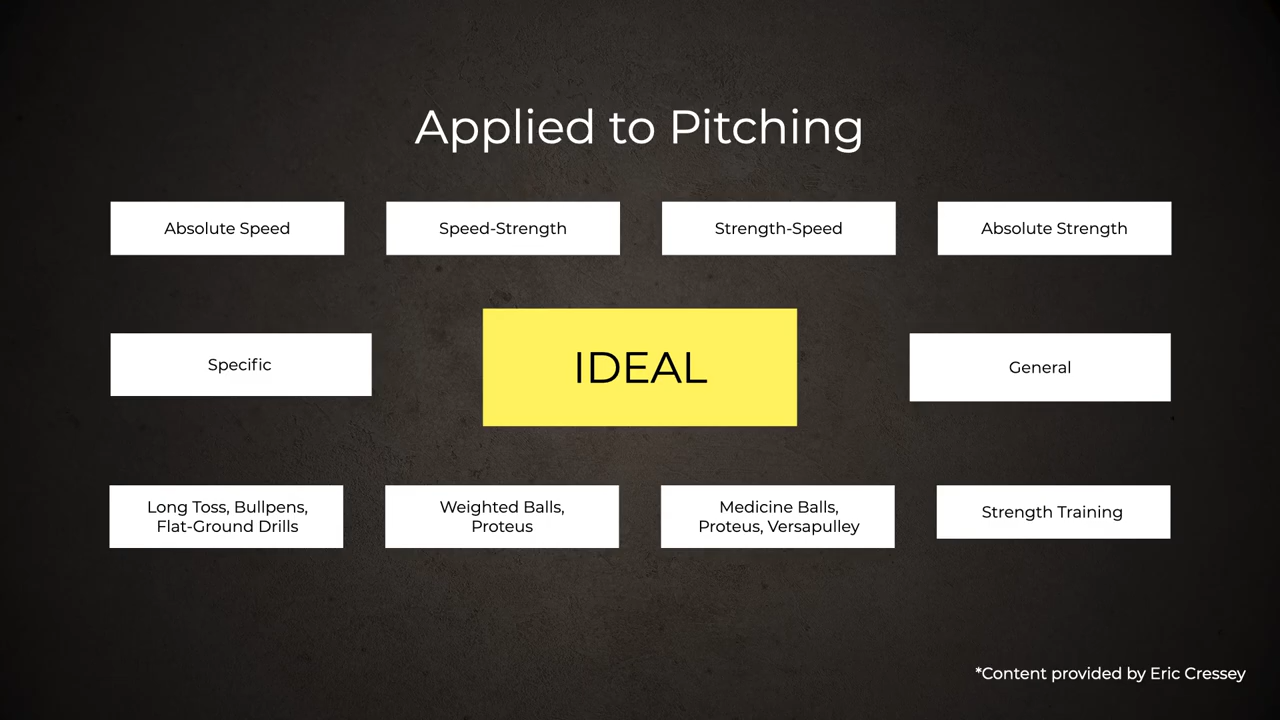 Applied to Pitching
Absolute Speed
Speed-Strength
Strength-Speed
Absolute Strength
Specific
IDEAL
General
Long Toss, Bullpens,
Flat-Ground Drills
Weighted Balls,
Proteus
Medicine Balls,
Proteus, Versapulley
Strength Training
*Content provided by Eric Cressey